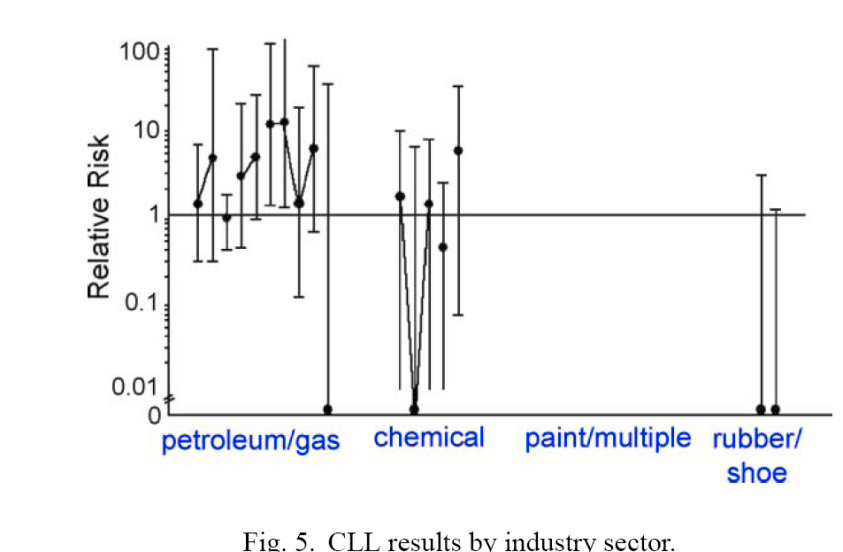 100
10
1
0.1
0.01
0
Relative Risk
petroleum/gas chemical paint/multiple rubber/
shoe
Fig. 5. CLL results by industry sector.